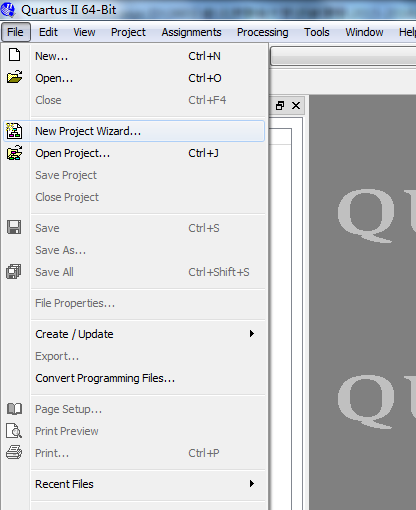 Quartus II 64-Bit
File Edit View Project Assignments Processing Tools Window Help
New... Ctrl+N
Open... Ctrl+O
Close Ctrl+F4
New Project Wizard...
Open Project... Ctrl+J
Save Project
Close Project
Save Ctrl+S
Save As...
Save All Ctrl+Shift+S
File Properties...
Create / Update
Export...
Convert Programming Files...
Page Setup...
Print Preview
Print... Ctrl+P
Recent Files
QU
QU